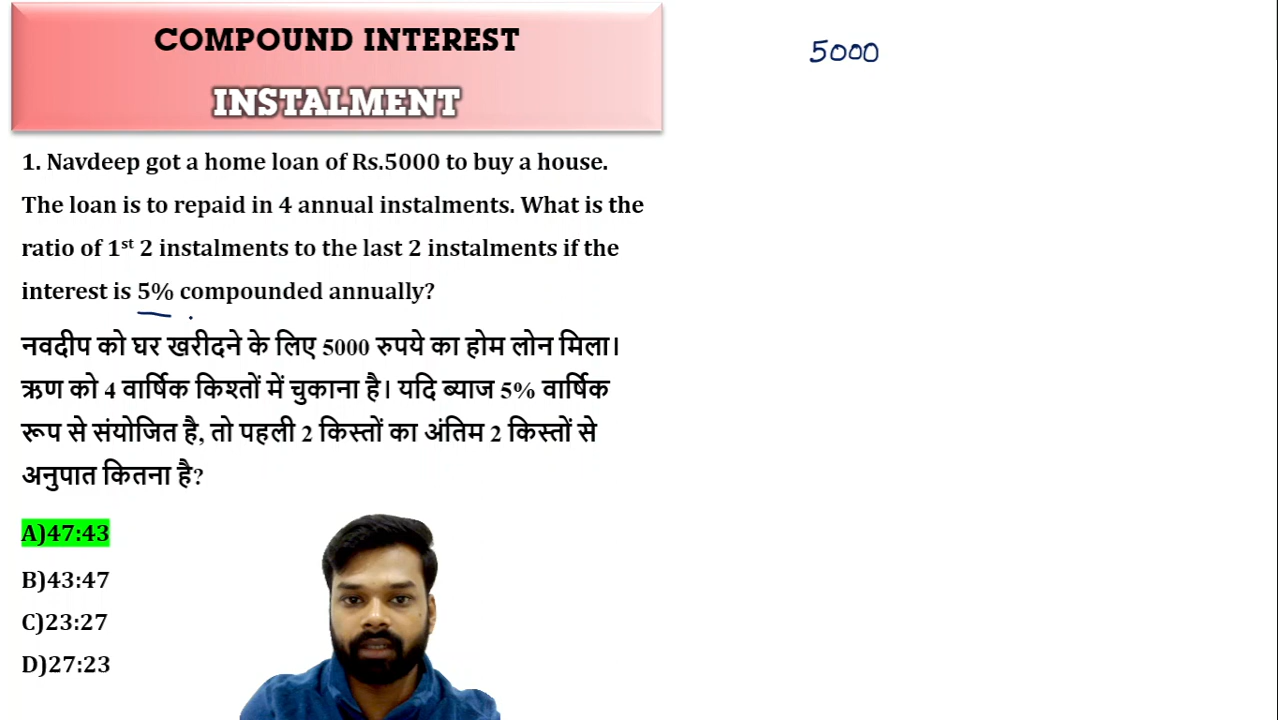 COMPOUND INTEREST
INSTALMENT
5000
1. Navdeep got a home loan of Rs.5000 to buy a house.
The loan is to repaid in 4 annual instalments. What is the
ratio of 1st 2 instalments to the last 2 instalments if the
interest is 5% compounded annually?
नवदीप को घर खरीदने के लिए 5000 रुपये का होम लोन मिला।
ऋण को 4 वार्षिक किश्तों में चुकाना है। यदि ब्याज 5% वार्षिक
रूप से संयोजित है, तो पहली 2 किस्तों का अंतिम 2 किस्तों से
अनुपात कितना है?
A)47:43
B)43:47
C)23:27
D)27:23